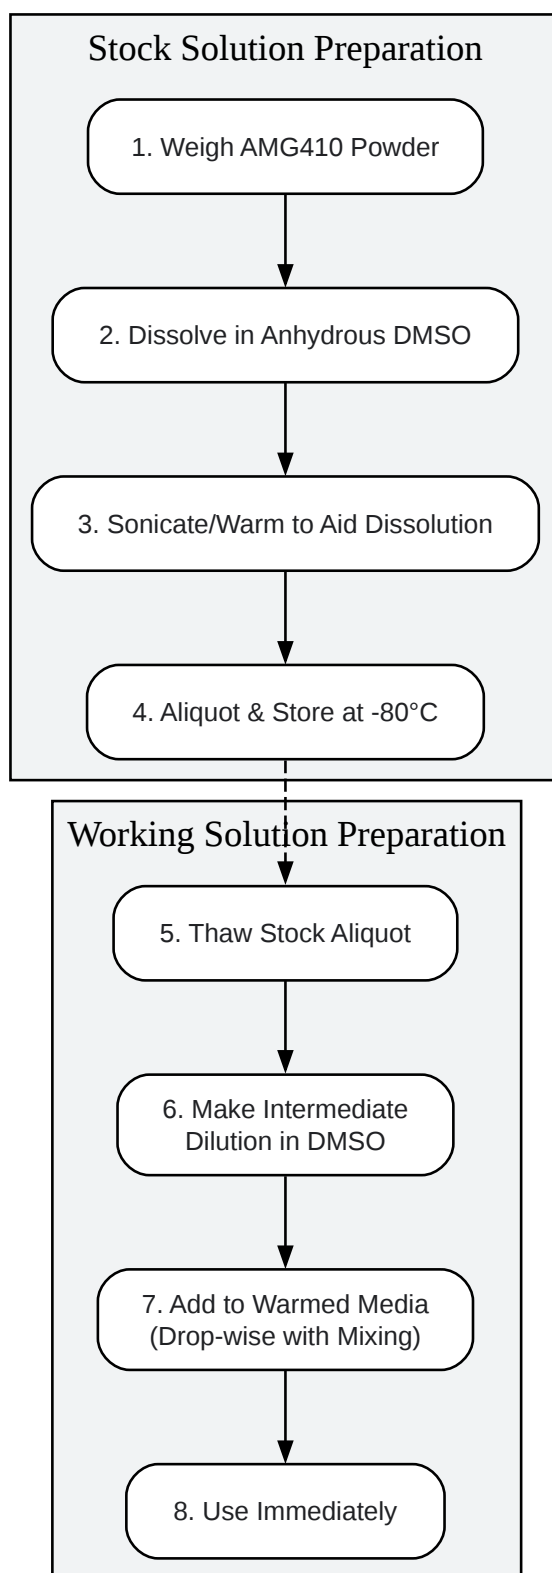 Stock Solution Preparation
1. Weigh AMG410 Powder
2. Dissolve in Anhydrous DMSO
3. Sonicate/Warm to Aid Dissolution
4. Aliquot & Store at -80°C
Working Solution Preparation
5. Thaw Stock Aliquot
6. Make Intermediate
Dilution in DMSO
7. Add to Warmed Media
(Drop-wise with Mixing)
8. Use Immediately